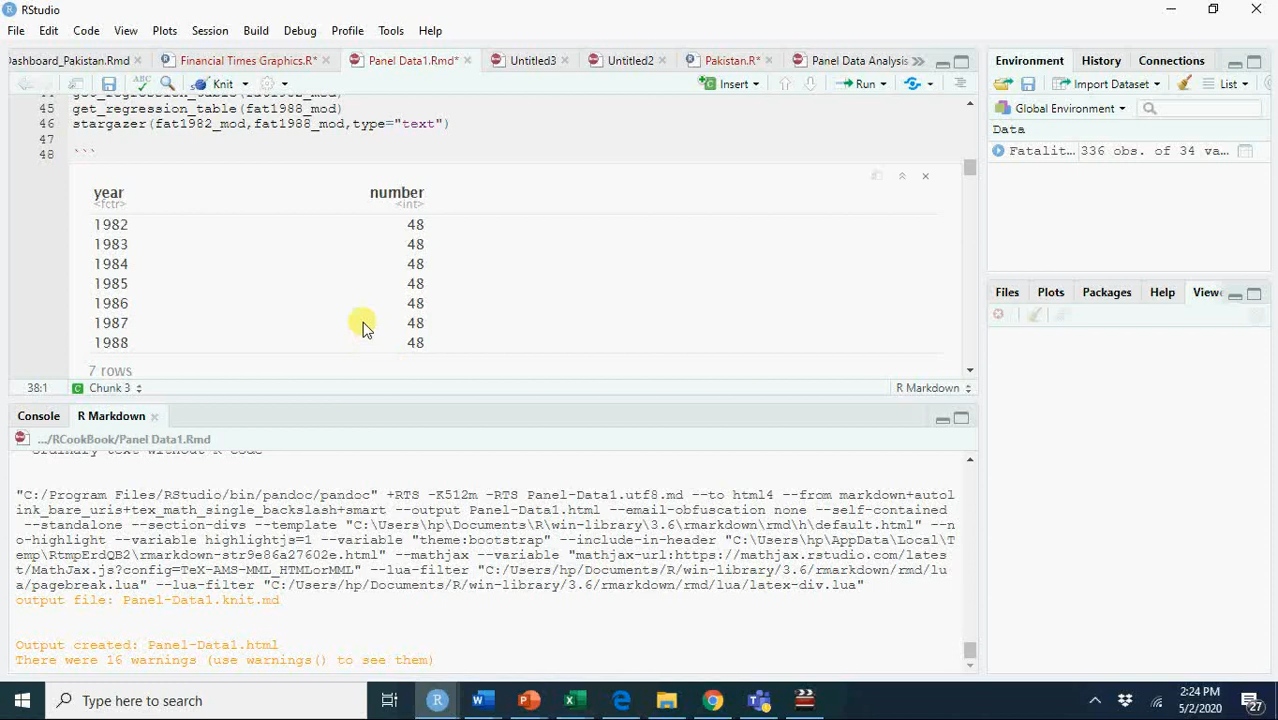 RStudio
File Edit Code View Plots Session Build Debug Profile Tools Help
Dashboard_Pakistan.Rmd Financial Times Graphics.R* Panel Data1.Rmd* Untitled3 Untitled2 Pakistan.R* Panel Data Analysis
ABC Knit Insert Run
45 get_regression_table(fat1988_mod)
46 stargazer(fat1982_mod,fat1988_mod,type="text")
47
48 ```
year number
<fctr> <int>
1982 48
1983 48
1984 48
1985 48
1986 48
1987 48
1988 48
7 rows
38:1 Chunk 3 R Markdown
Console R Markdown
.../RCookBook/Panel Data1.Rmd
ordinary text without R code
"C:/Program Files/RStudio/bin/pandoc/pandoc" +RTS -K512m -RTS Panel-Data1.utf8.md --to html4 --from markdown+autol
ink_bare_uris+tex_math_single_backslash+smart --output Panel-Data1.html --email-obfuscation none --self-contained
--standalone --section-divs --template "C:\Users\hp\Documents\R\win-library\3.6\rmarkdown\rmd\h\default.html" --n
o-highlight --variable highlightjs=1 --variable "theme:bootstrap" --include-in-header "C:\Users\hp\AppData\Local\T
emp\RtmpErdQB2\rmarkdown-str9e86a27602e.html" --mathjax --variable "mathjax-url:https://mathjax.rstudio.com/lates
t/MathJax.js?config=TeX-AMS-MML_HTMLorMML" --lua-filter "C:/Users/hp/Documents/R/win-library/3.6/rmarkdown/rmd/lu
a/pagebreak.lua" --lua-filter "C:/Users/hp/Documents/R/win-library/3.6/rmarkdown/rmd/lua/latex-div.lua"
output file: Panel-Data1.knit.md
Output created: Panel-Data1.html
There were 16 warnings (use warnings() to see them)
Environment History Connections
Import Dataset List
Global Environment
Data
Fatalit... 336 obs. of 34 va...
Files Plots Packages Help Viewe
Type here to search
2:24 PM
5/2/2020
27